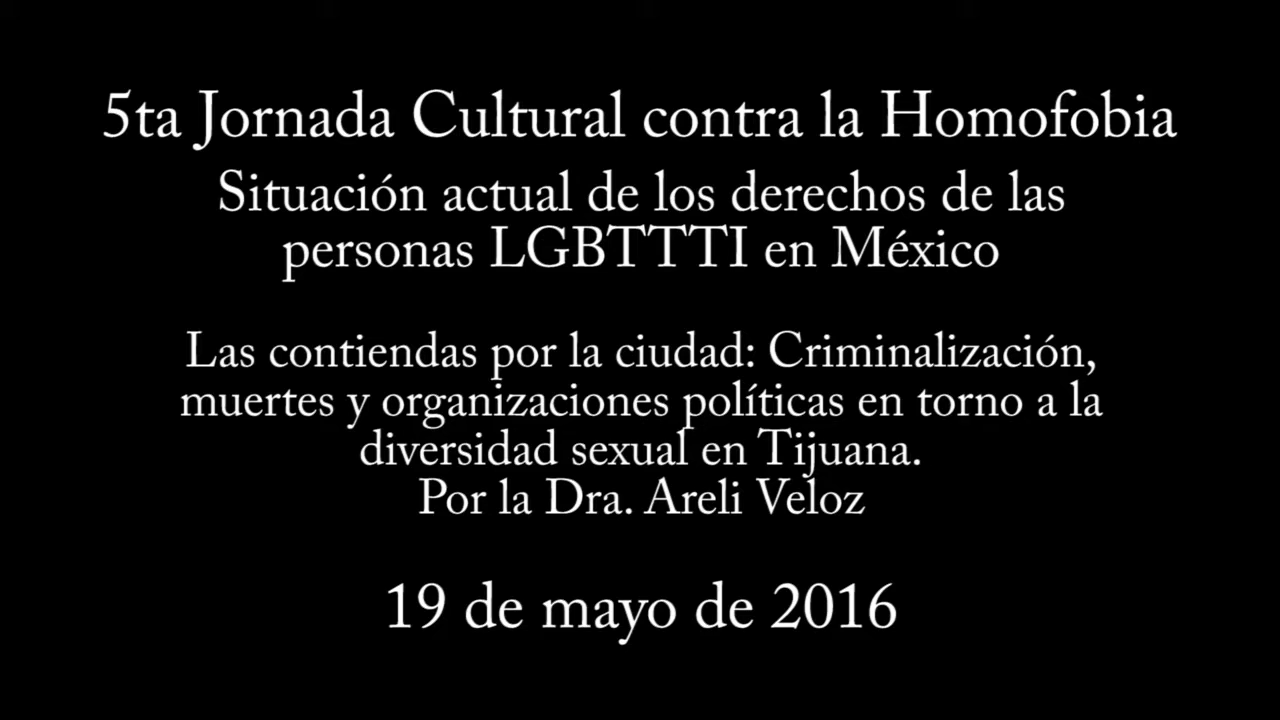 5ta Jornada Cultural contra la Homofobia
Situación actual de los derechos de las
personas LGBTTTI en México
Las contiendas por la ciudad: Criminalización,
muertes y organizaciones políticas en torno a la
diversidad sexual en Tijuana.
Por la Dra. Areli Veloz
19 de mayo de 2016